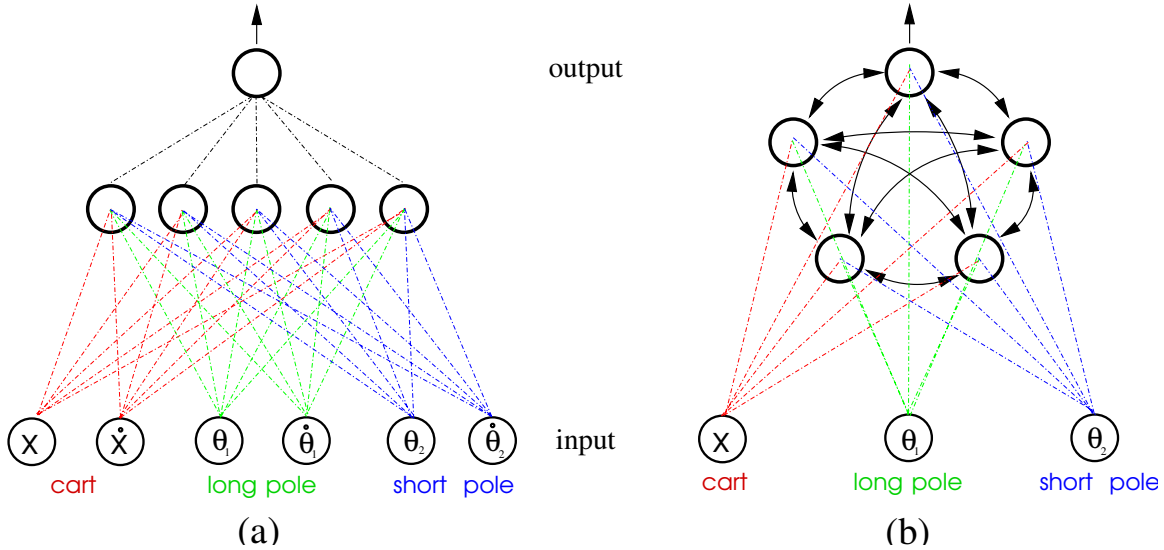 output
input
X Ẋ θ₁ θ̇₁ θ₂ θ̇₂
cart long pole short pole
(a)
X θ₁ θ₂
cart long pole short pole
(b)